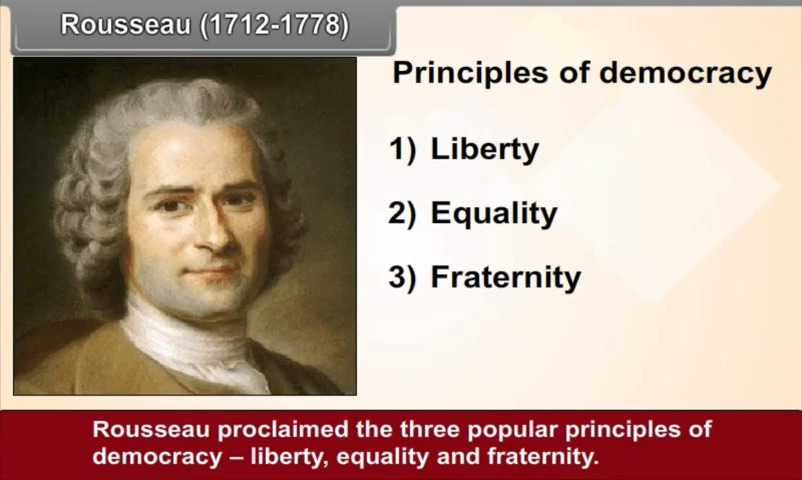 Rousseau (1712-1778)
Principles of democracy
1) Liberty
2) Equality
3) Fraternity
Rousseau proclaimed the three popular principles of
democracy – liberty, equality and fraternity.